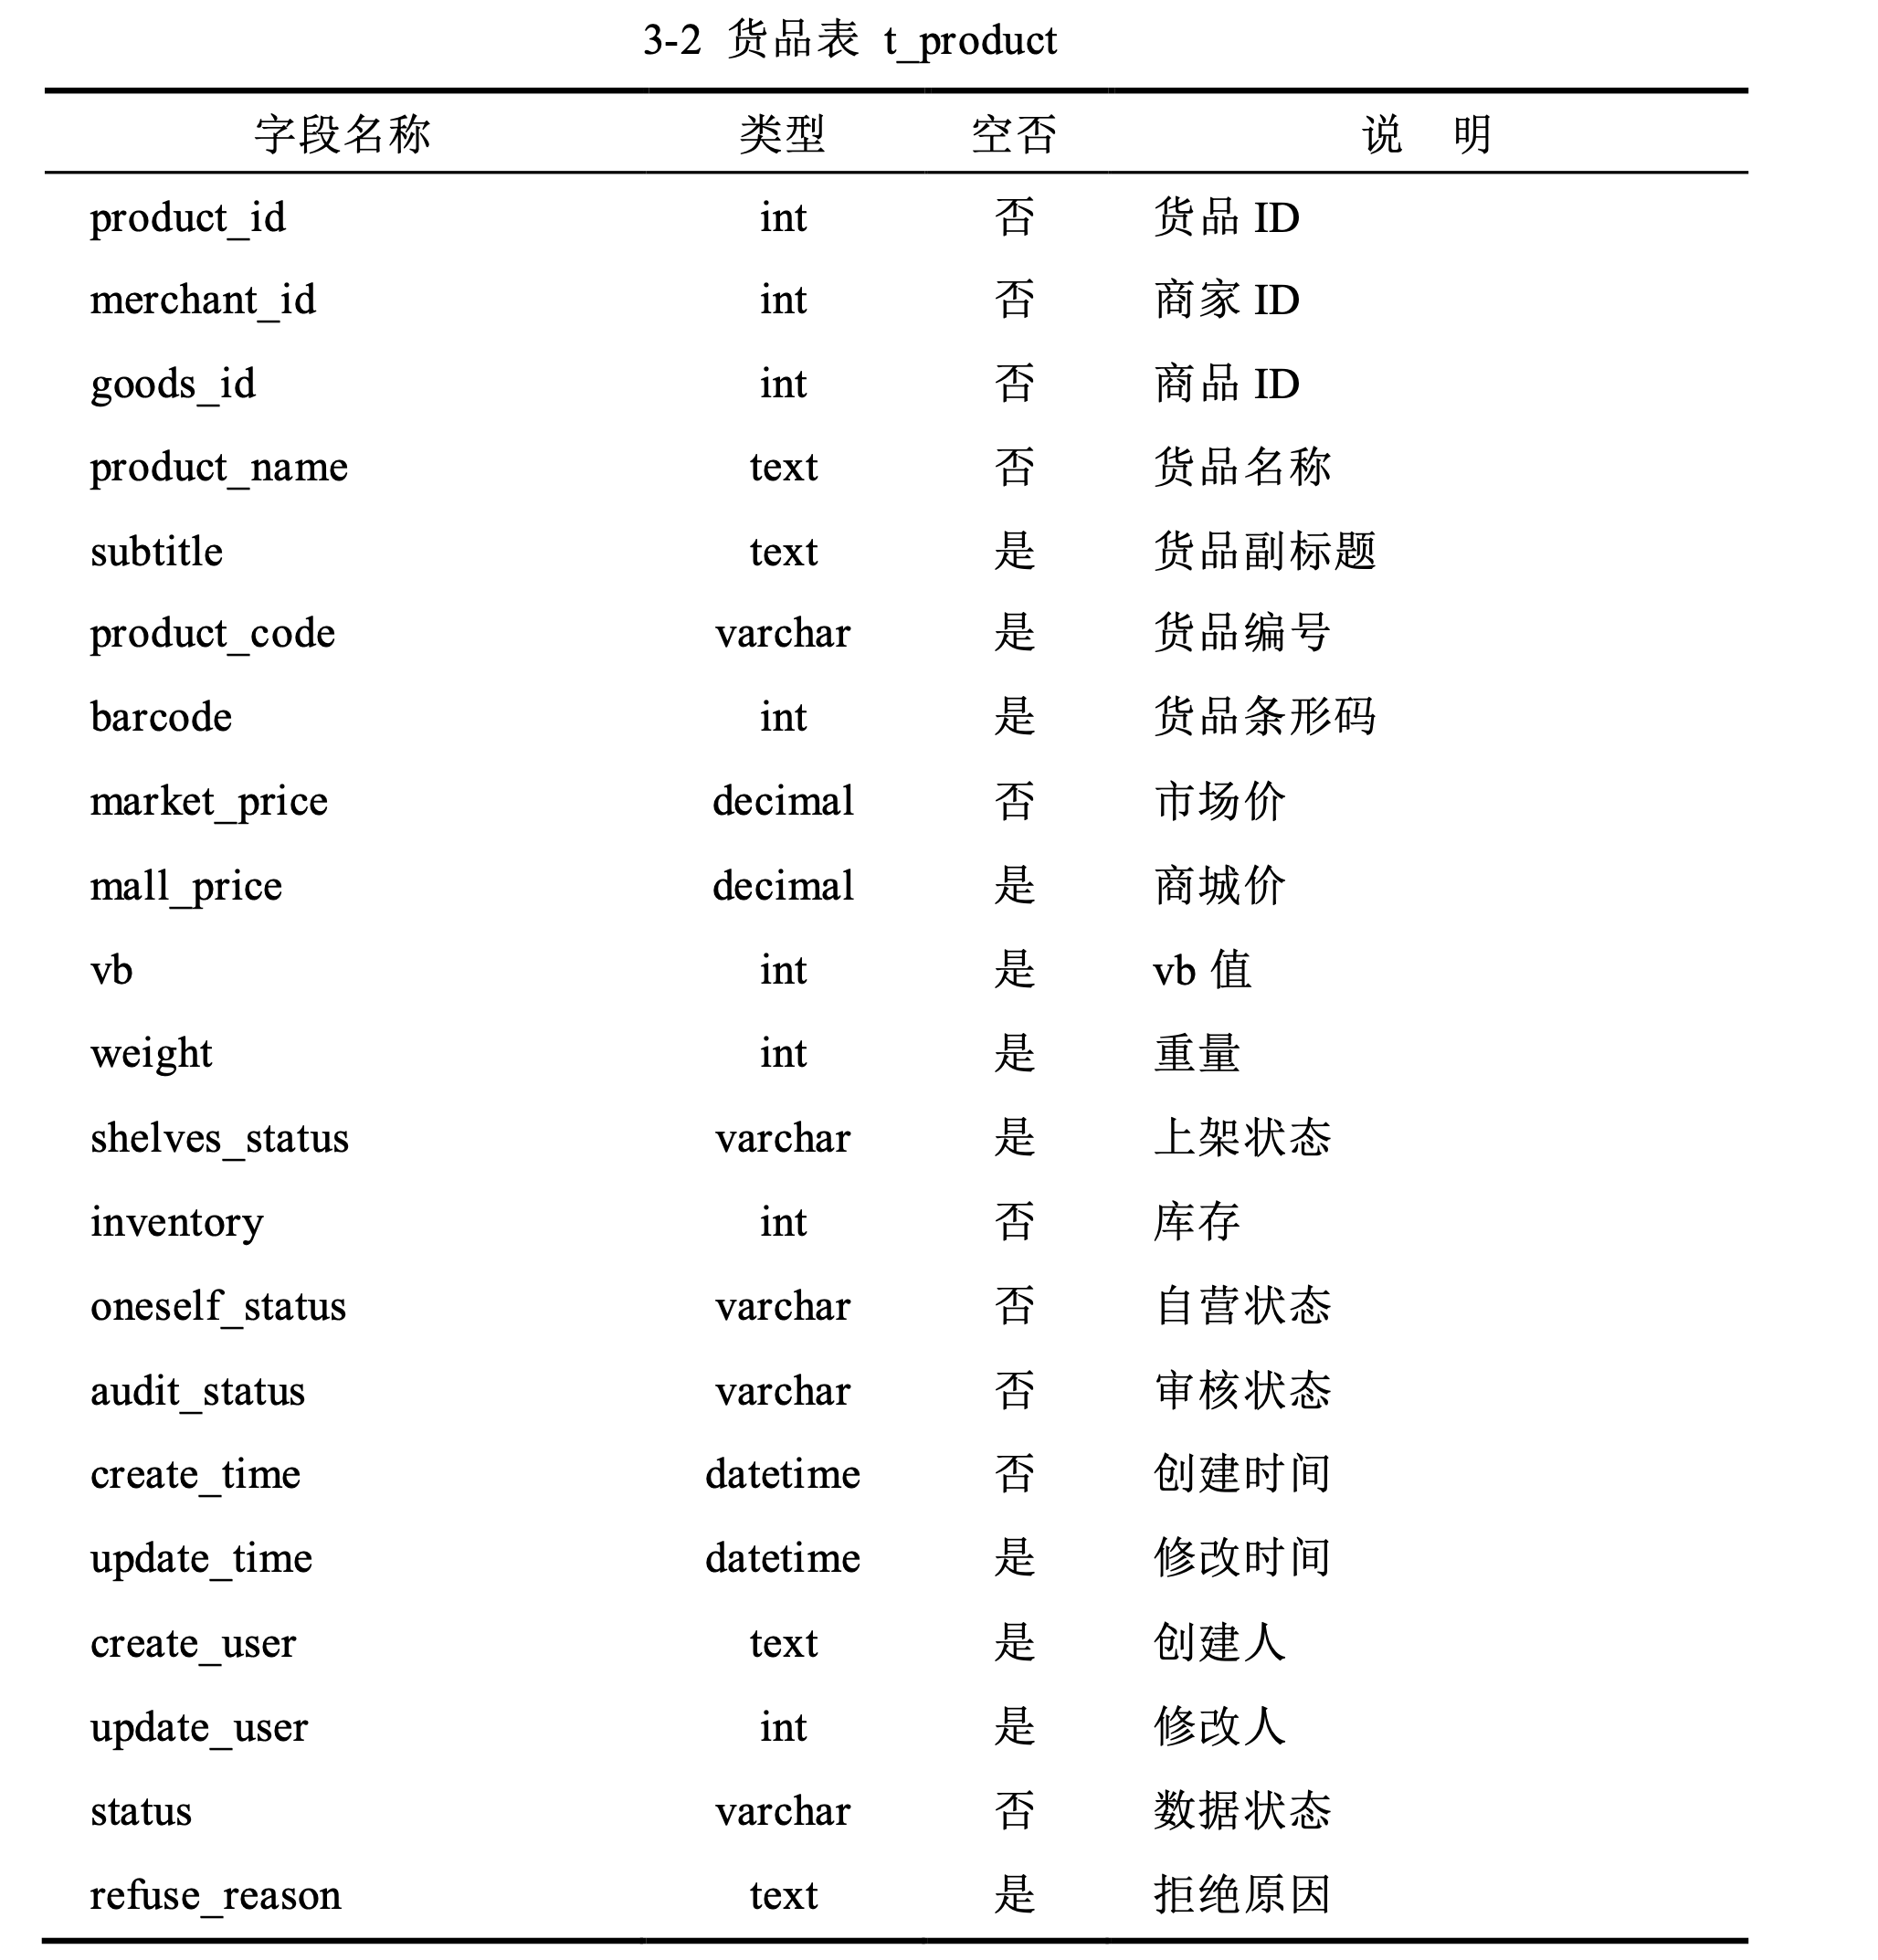 3-2 货品表 t_product
字段名称 类型 空否 说 明
product_id int 否 货品 ID
merchant_id int 否 商家 ID
goods_id int 否 商品 ID
product_name text 否 货品名称
subtitle text 是 货品副标题
product_code varchar 是 货品编号
barcode int 是 货品条形码
market_price decimal 否 市场价
mall_price decimal 是 商城价
vb int 是 vb 值
weight int 是 重量
shelves_status varchar 是 上架状态
inventory int 否 库存
oneself_status varchar 否 自营状态
audit_status varchar 否 审核状态
create_time datetime 否 创建时间
update_time datetime 是 修改时间
create_user text 是 创建人
update_user int 是 修改人
status varchar 否 数据状态
refuse_reason text 是 拒绝原因